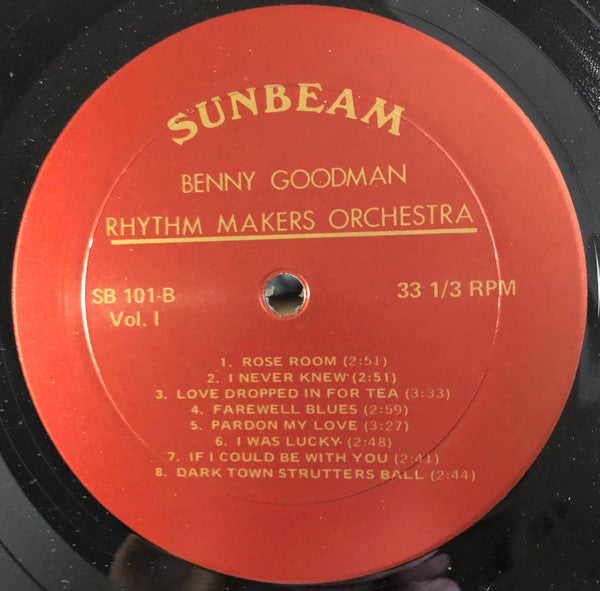 SUNBEAM
BENNY GOODMAN
RHYTHM MAKERS ORCHESTRA
SB 101-B
Vol. I
33 1/3 RPM
1. ROSE ROOM (2:51)
2. I NEVER KNEW (2:51)
3. LOVE DROPPED IN FOR TEA (3:33)
4. FAREWELL BLUES (2:59)
5. PARDON MY LOVE (3:27)
6. I WAS LUCKY (2:48)
7. IF I COULD BE WITH YOU (2:41)
8. DARK TOWN STRUTTERS BALL (2:44)